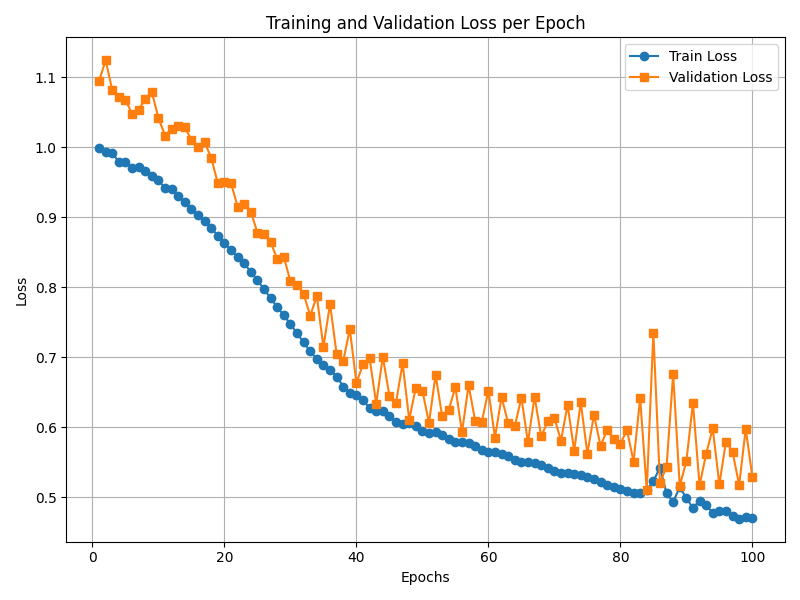 Training and Validation Loss per Epoch
Train Loss
Validation Loss
1.1
1.0
0.9
0.8
0.7
0.6
0.5
Loss
0 20 40 60 80 100
Epochs